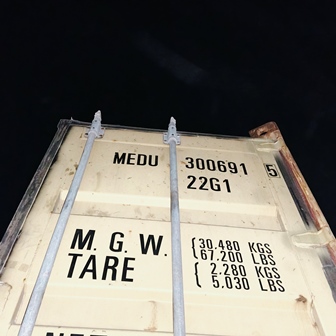 MEDU 300691 5
22G1
M. G. W. 30.480 KGS
67.200 LBS
TARE 2.280 KGS
5.030 LBS